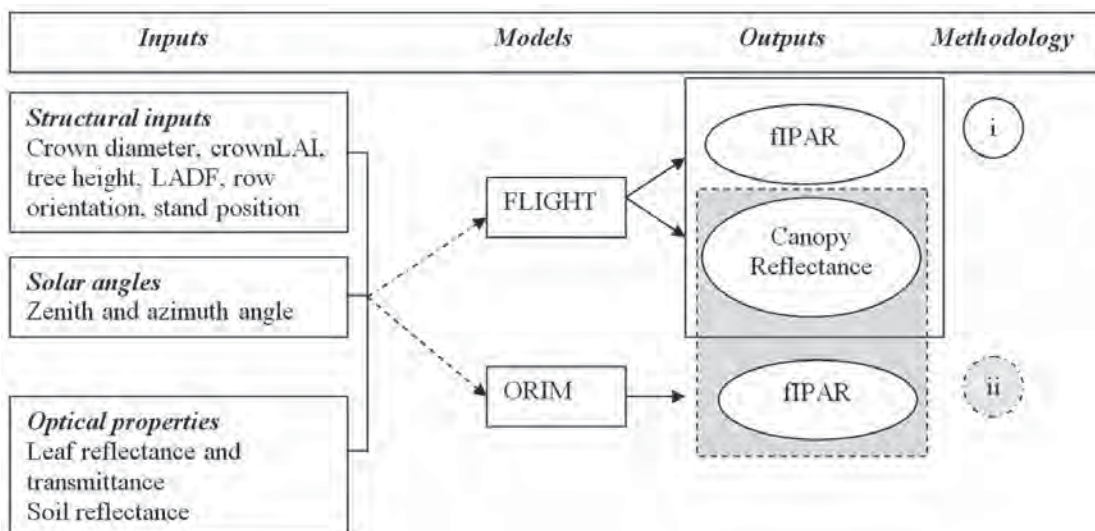 Inputs Models Outputs Methodology
Structural inputs
Crown diameter, crownLAI,
tree height, LADF, row
orientation, stand position
Solar angles
Zenith and azimuth angle
Optical properties
Leaf reflectance and
transmittance
Soil reflectance
FLIGHT
ORIM
fIPAR
Canopy
Reflectance
fIPAR
i
ii